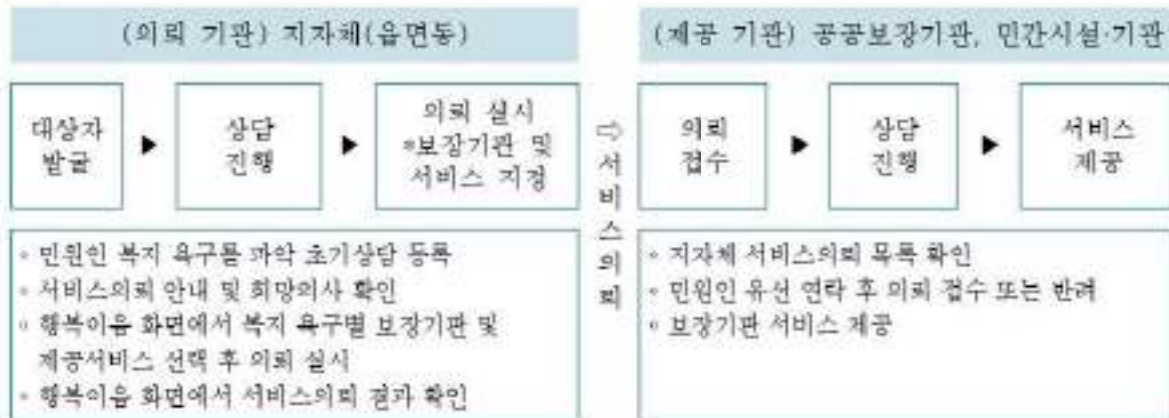 (의뢰 기관) 지자체(읍면동)
대상자
발굴
▶
상담
진행
▶
의뢰 실시
*보장기관 및
서비스 지정
• 민원인 복지 욕구를 파악 초기상담 등록
• 서비스의뢰 안내 및 희망의사 확인
• 행복이음 화면에서 복지 욕구별 보장기관 및
제공서비스 선택 후 의뢰 실시
• 행복이음 화면에서 서비스의뢰 결과 확인
⇨
서비스의뢰
(제공 기관) 공공보장기관, 민간시설·기관
의뢰
접수
▶
상담
진행
▶
서비스
제공
• 지자체 서비스의뢰 목록 확인
• 민원인 유선 연락 후 의뢰 접수 또는 반려
• 보장기관 서비스 제공